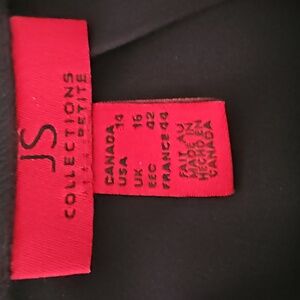 JS
COLLECTIONS
PETITE
CANADA
USA 14
UK 16
EEC 42
FRANCE 44
FAIT AU
MADE IN
HECHO EN
CANADA